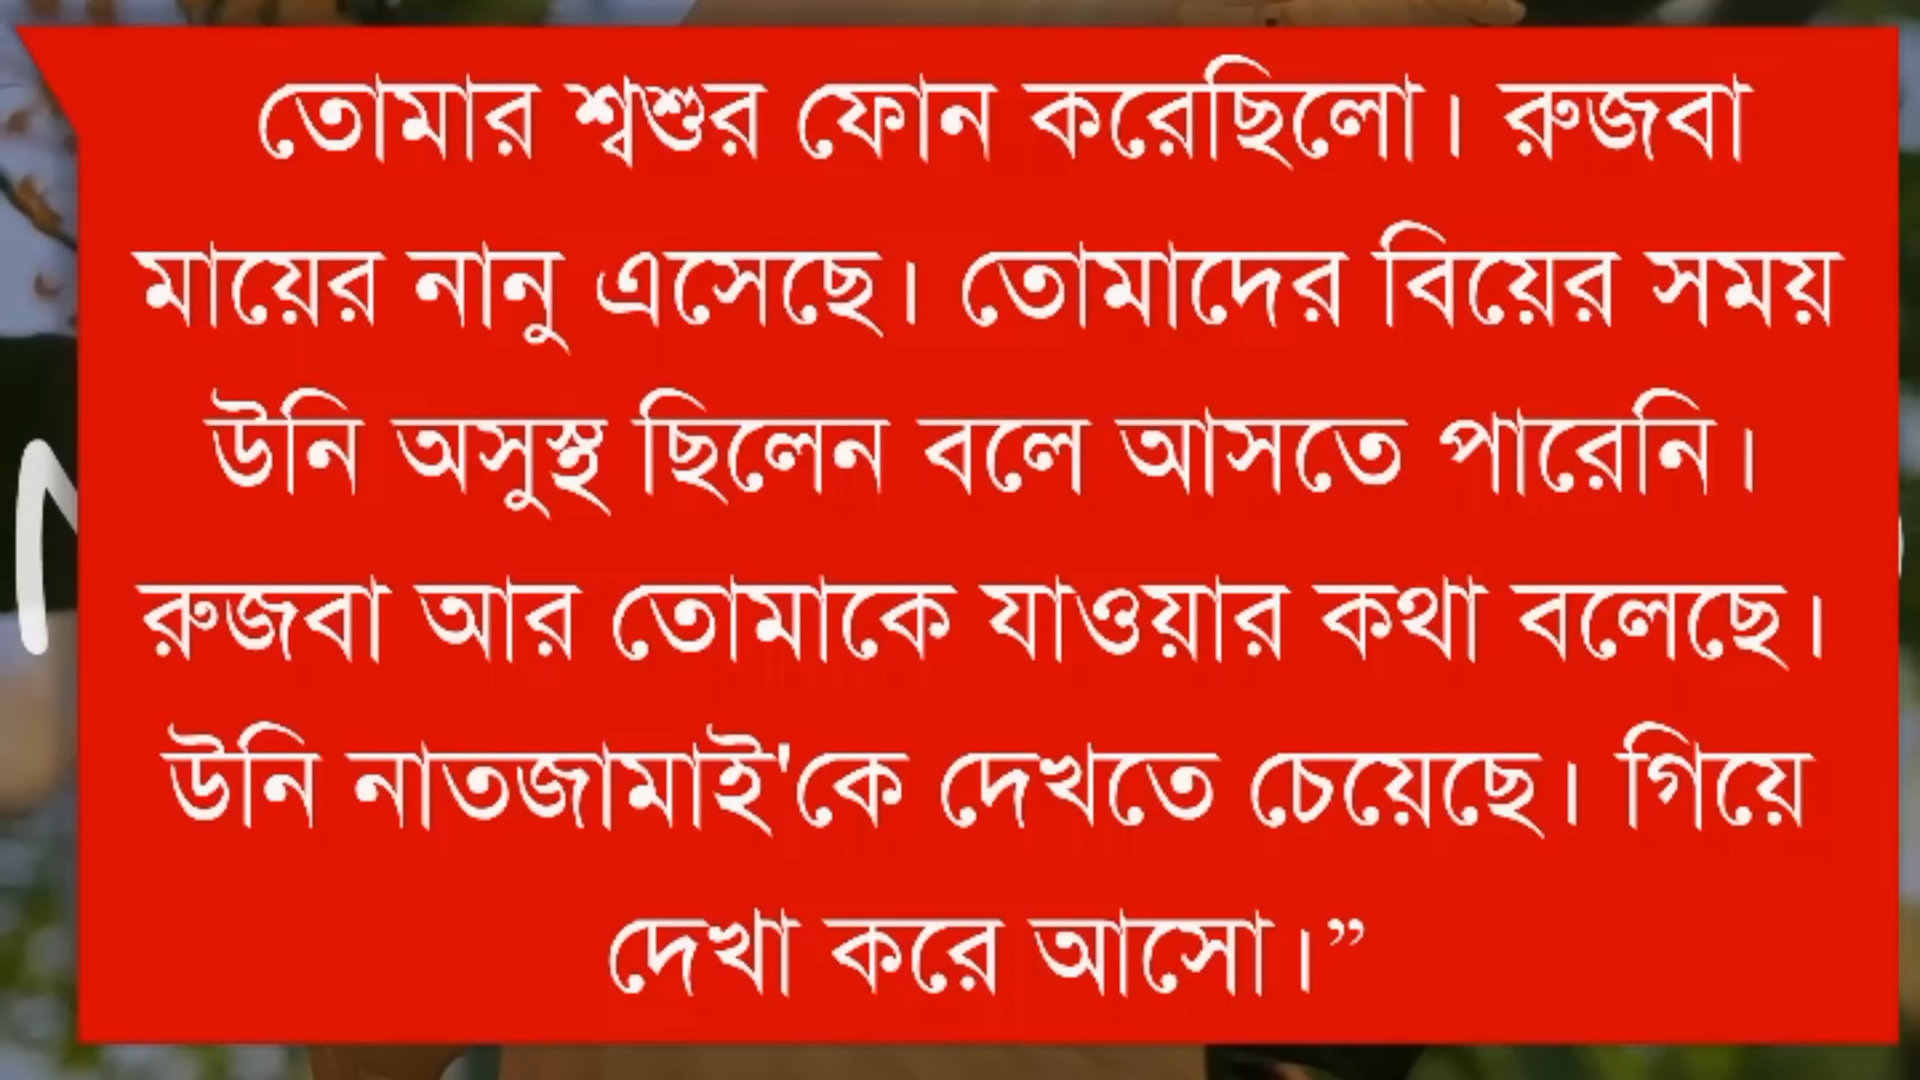 তোমার শ্বশুর ফোন করেছিলো। রুজবা
মায়ের নানু এসেছে। তোমাদের বিয়ের সময়
উনি অসুস্থ ছিলেন বলে আসতে পারেনি।
রুজবা আর তোমাকে যাওয়ার কথা বলেছে।
উনি নাতজামাই'কে দেখতে চেয়েছে। গিয়ে
দেখা করে আসো।”